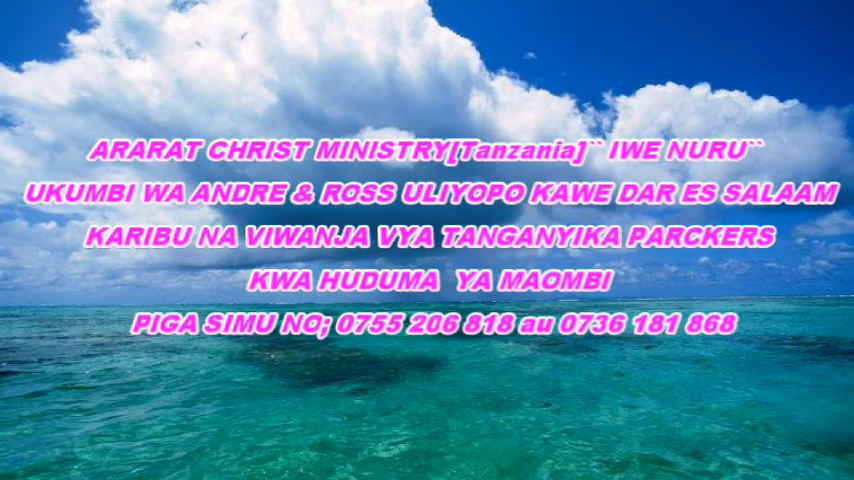 ARARAT CHRIST MINISTRY[Tanzania]`` IWE NURU``
UKUMBI WA ANDRE & ROSS ULIYOPO KAWE DAR ES SALAAM
KARIBU NA VIWANJA VYA TANGANYIKA PARCKERS
KWA HUDUMA YA MAOMBI
PIGA SIMU NO; 0755 206 818 au 0736 181 868